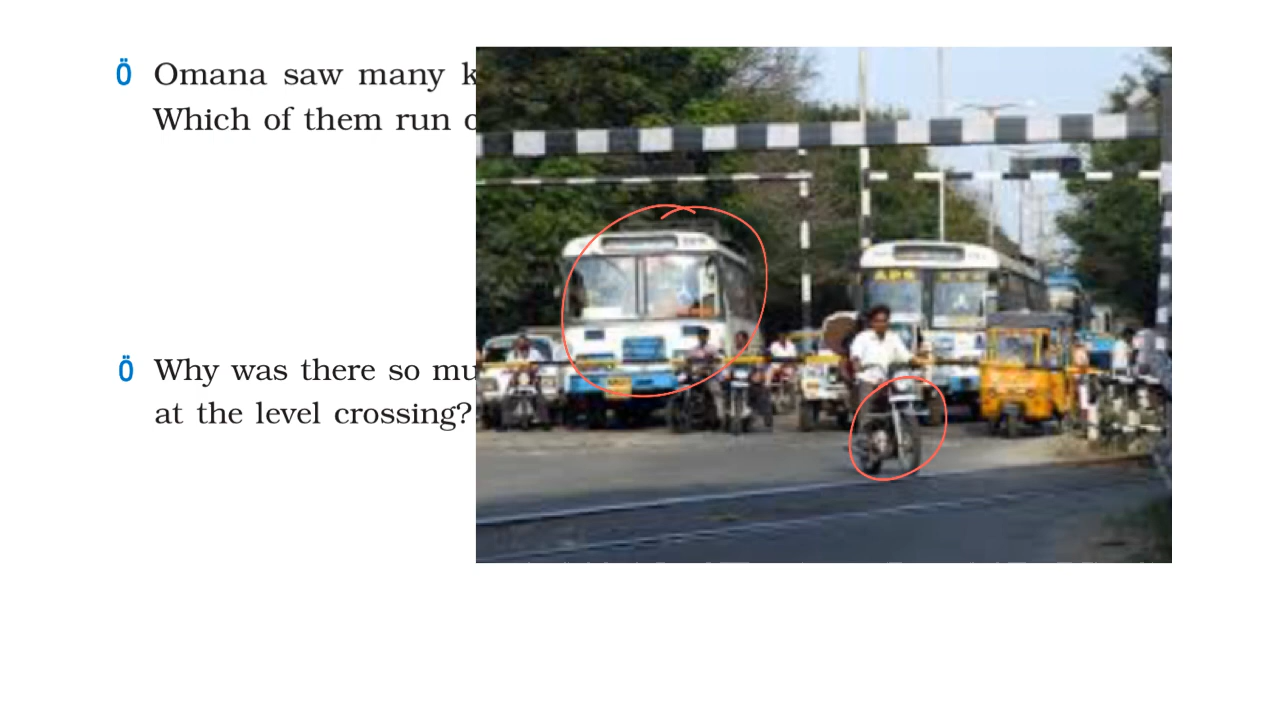 Ö Omana saw many k
Which of them run o
Ö Why was there so mu
at the level crossing?